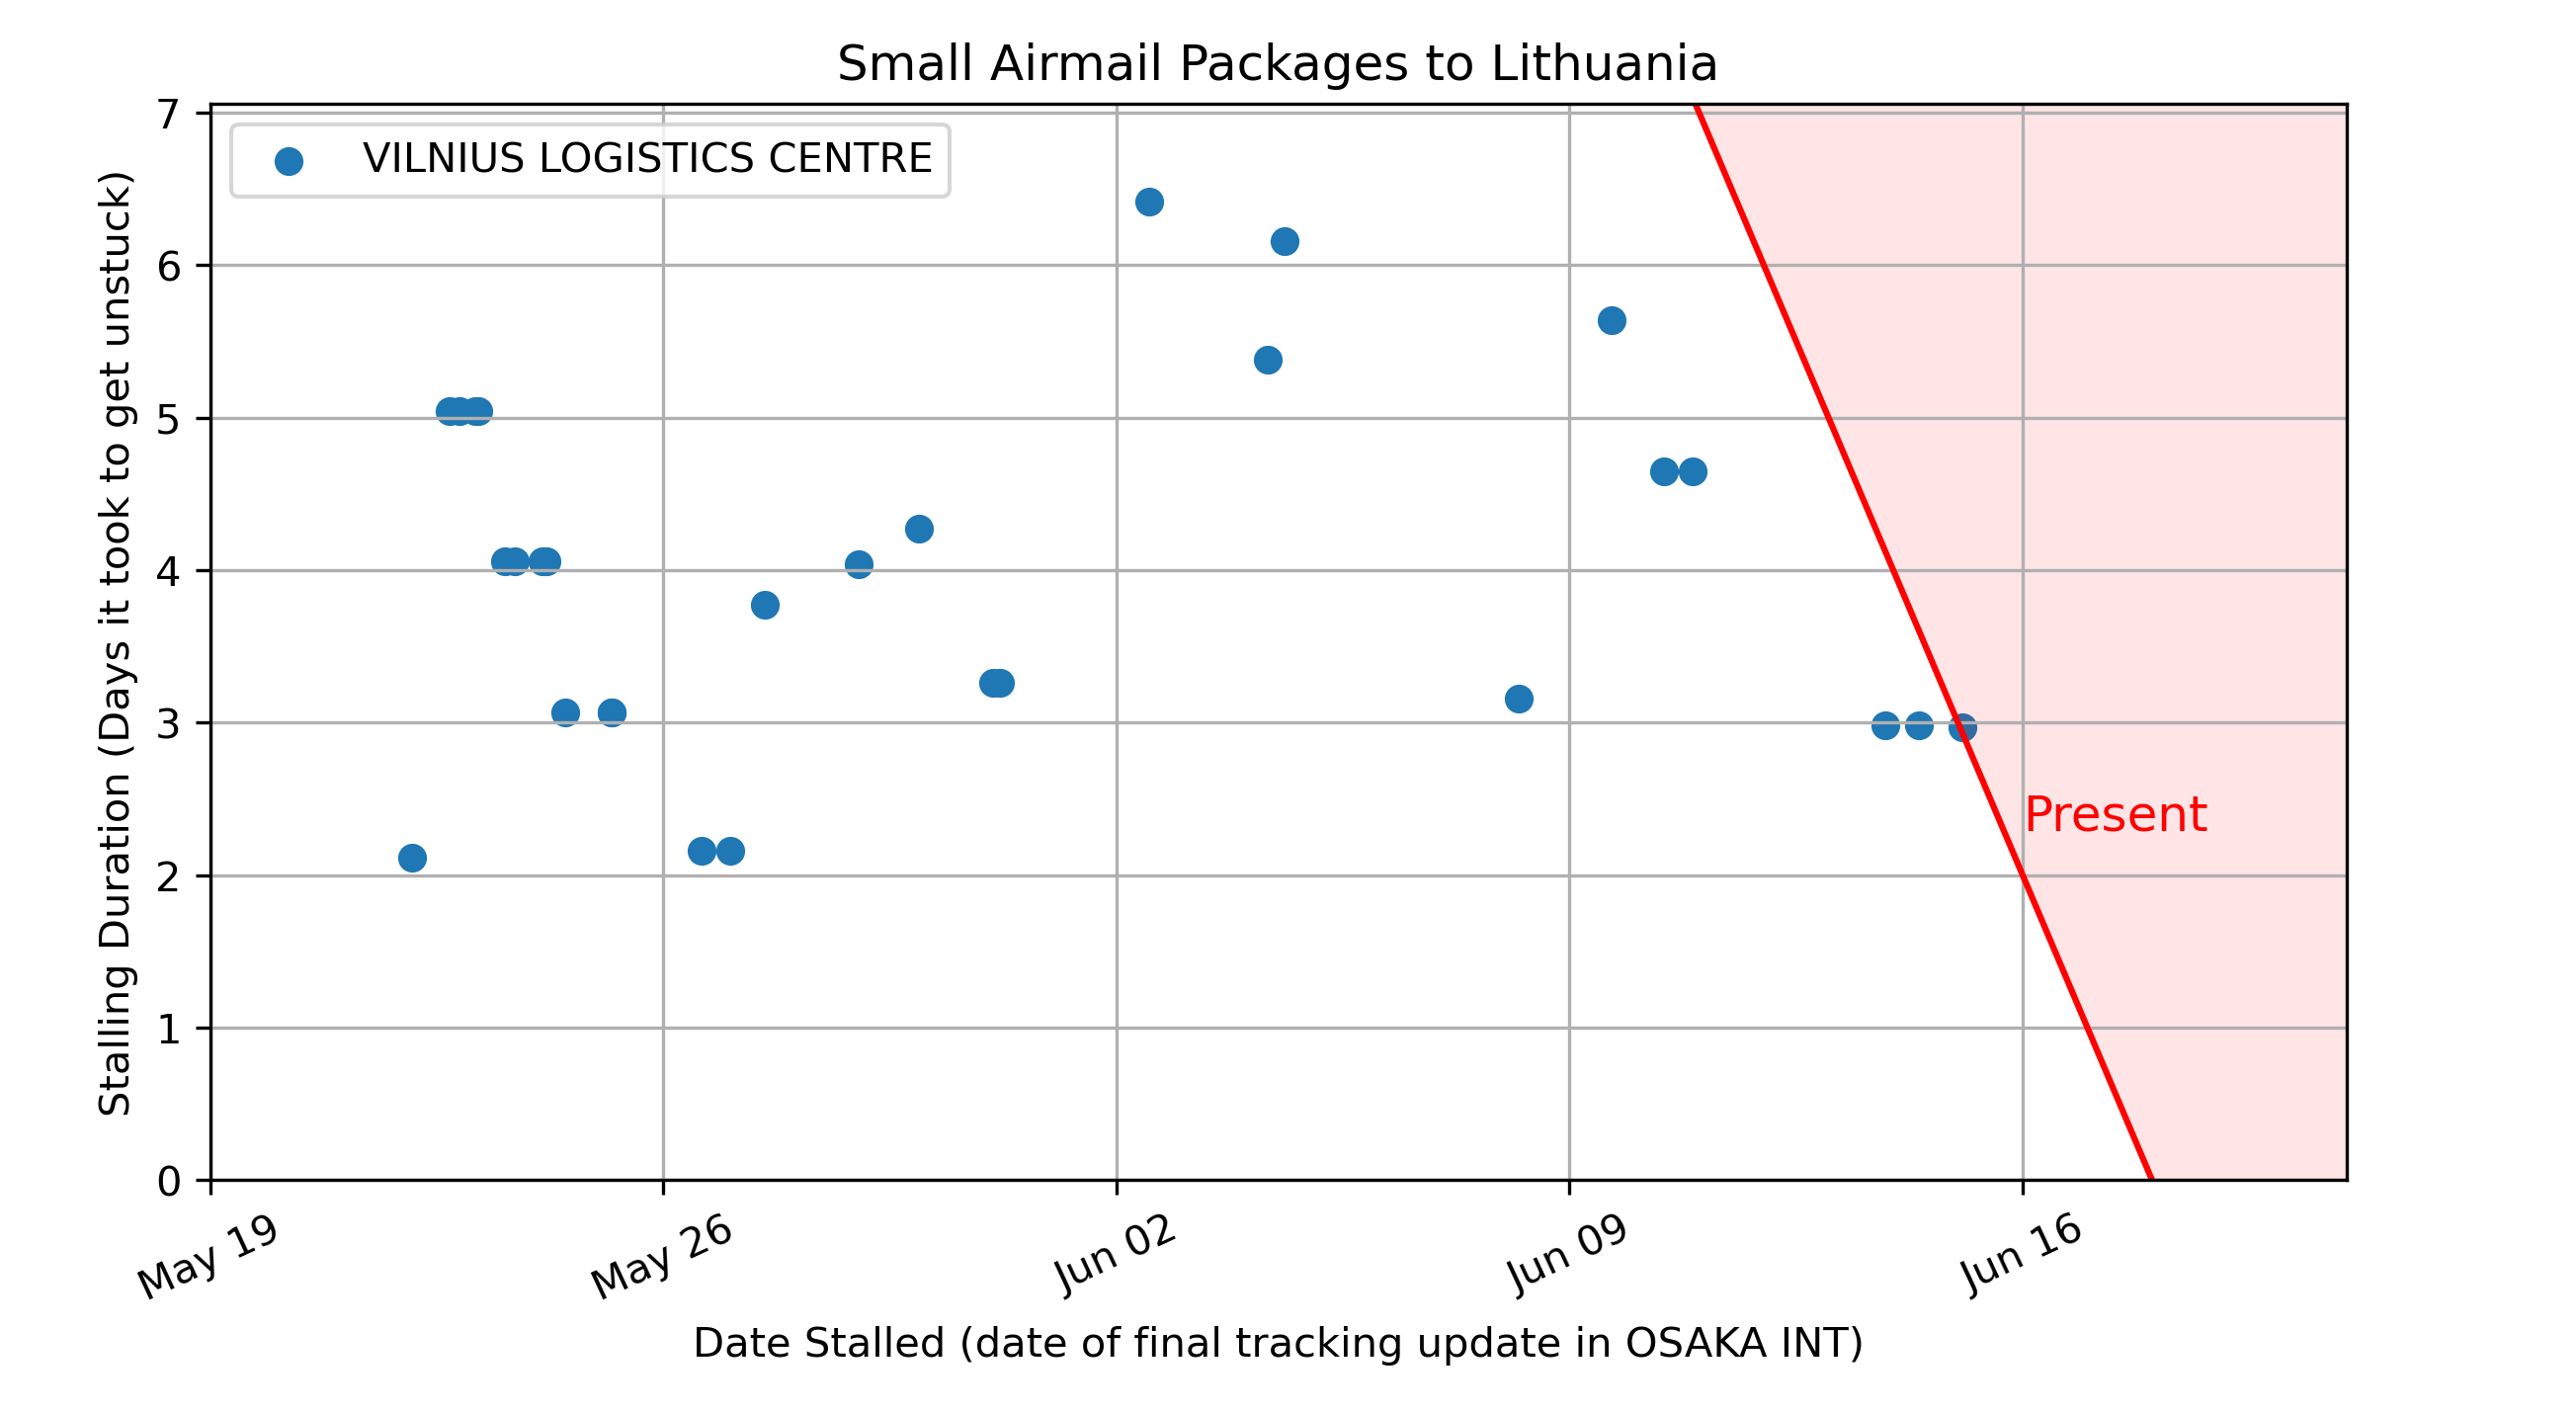 Small Airmail Packages to Lithuania
VILNIUS LOGISTICS CENTRE
Stalling Duration (Days it took to get unstuck)
7
6
5
4
3
2
1
0
Present
May 19
May 26
Jun 02
Jun 09
Jun 16
Date Stalled (date of final tracking update in OSAKA INT)